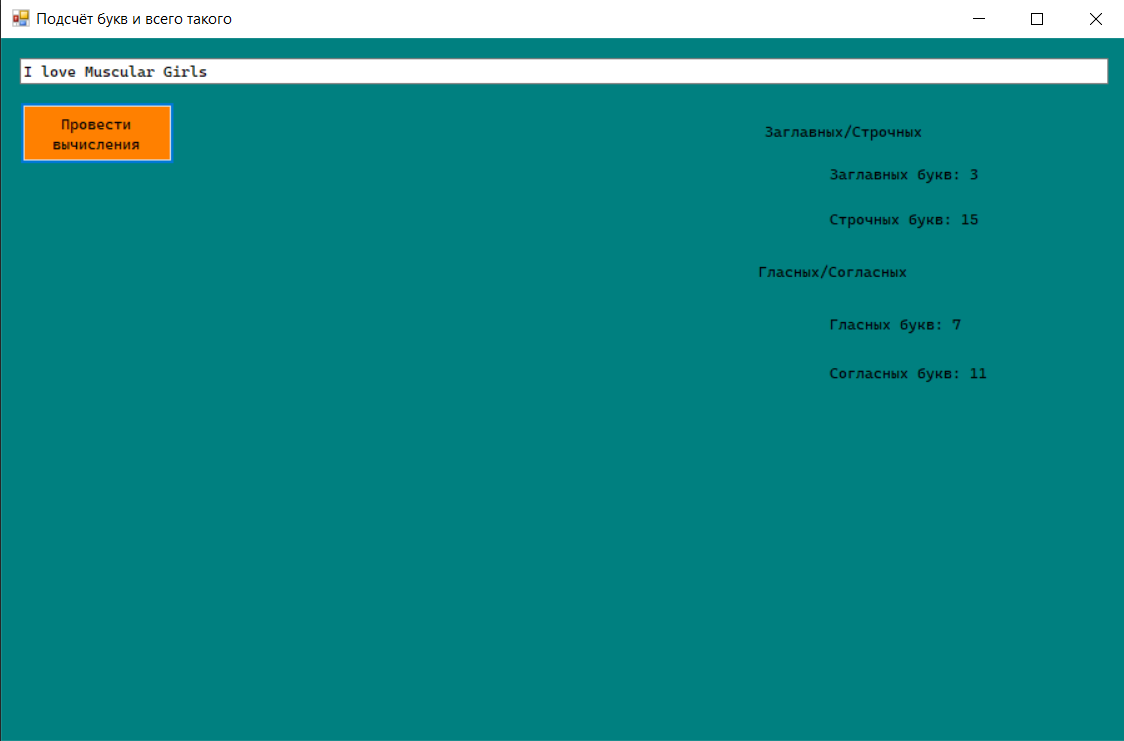 Подсчёт букв и всего такого
I love Muscular Girls
Провести
вычисления
Заглавных/Строчных
Заглавных букв: 3
Строчных букв: 15
Гласных/Согласных
Гласных букв: 7
Согласных букв: 11